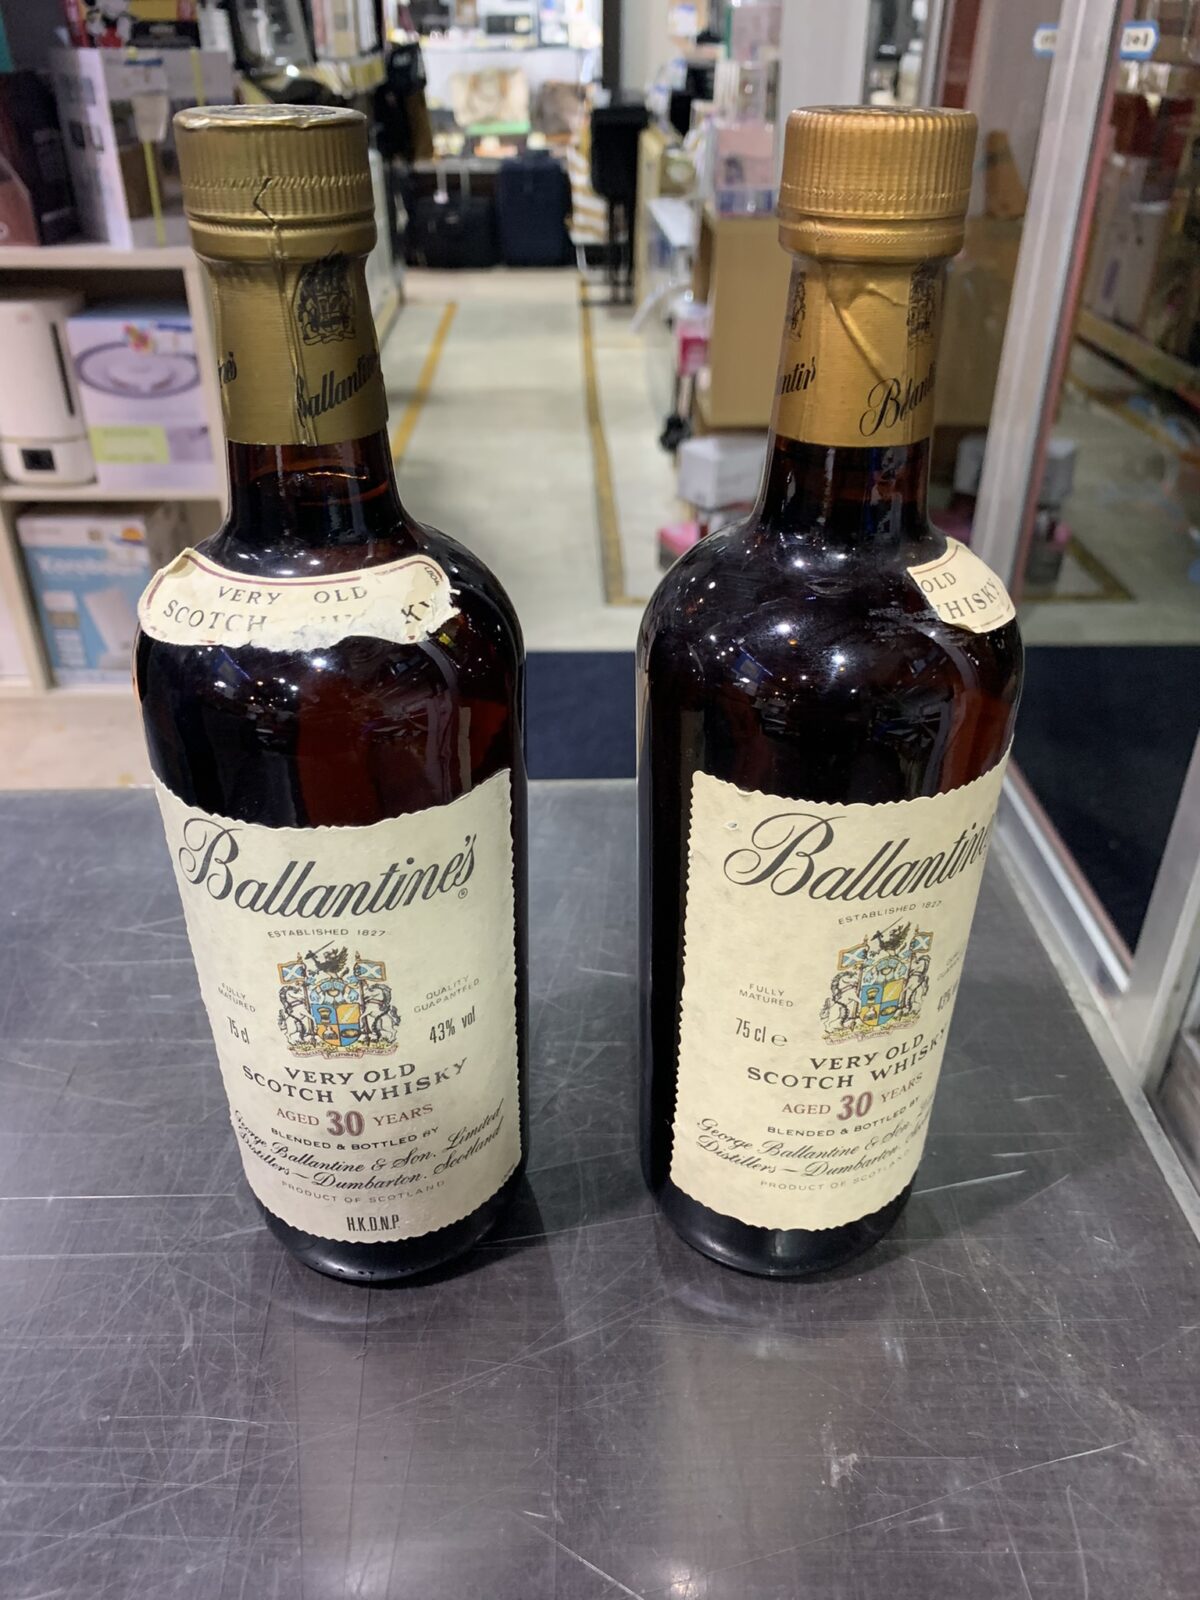 Ballantine's
VERY OLD
SCOTCH
Ballantine's®
ESTABLISHED 1827
FULLY
MATURED
QUALITY
GUARANTEED
75 cl
43% vol
VERY OLD
SCOTCH WHISKY
AGED 30 YEARS
BLENDED & BOTTLED BY
George Ballantine & Son. Limited
Distillers — Dumbarton. Scotland
PRODUCT OF SCOTLAND
H.K.D.N.P.
OLD
WHISKY
Ballantine
ESTABLISHED 1827
FULLY
MATURED
75 cl e
43%
VERY OLD
SCOTCH WHISKY
AGED 30 YEARS
BLENDED & BOTTLED BY
George Ballantine & Son.
Distillers — Dumbarton.
PRODUCT OF SCOTLAND